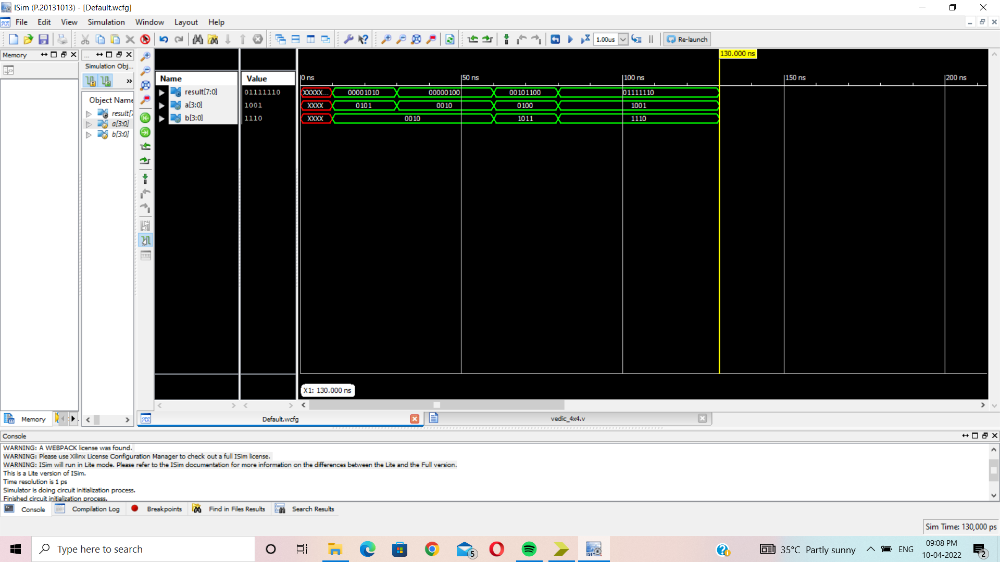 ISim (P.20131013) - [Default.wcfg]
File Edit View Simulation Window Layout Help
1.00us Re-launch
Memory
... 
Simulation Obj...
»
Object Name
result[7
a[3:0]
b[3:0]
Name Value
result[7:0] 01111110
a[3:0] 1001
b[3:0] 1110
130.000 ns
0 ns 50 ns 100 ns 150 ns 200 ns
XXXXX... 00001010 00000100 00101100 01111110
XXXX 0101 0010 0100 1001
XXXX 0010 1011 1110
X1: 130.000 ns
Memory
Default.wcfg vedic_4x4.v
Console
WARNING: A WEBPACK license was found.
WARNING: Please use Xilinx License Configuration Manager to check out a full ISim license.
WARNING: ISim will run in Lite mode. Please refer to the ISim documentation for more information on the differences between the Lite and the Full version.
This is a Lite version of ISim.
Time resolution is 1 ps
Simulator is doing circuit initialization process.
Finished circuit initialization process.
Console Compilation Log Breakpoints Find in Files Results Search Results
Sim Time: 130,000 ps
Type here to search
5
ISim
35°C Partly sunny
ENG
09:08 PM
10-04-2022
2